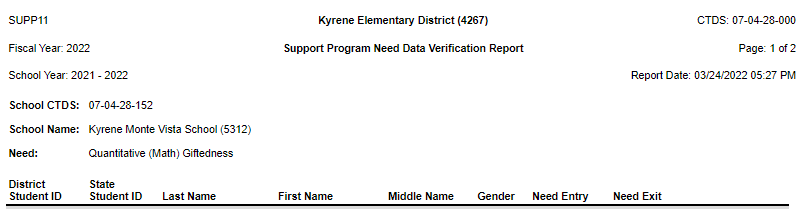 SUPP11 Kyrene Elementary District (4267) CTDS: 07-04-28-000
Fiscal Year: 2022 Support Program Need Data Verification Report Page: 1 of 2
School Year: 2021 - 2022 Report Date: 03/24/2022 05:27 PM
School CTDS: 07-04-28-152
School Name: Kyrene Monte Vista School (5312)
Need: Quantitative (Math) Giftedness
District State
Student ID Student ID Last Name First Name Middle Name Gender Need Entry Need Exit